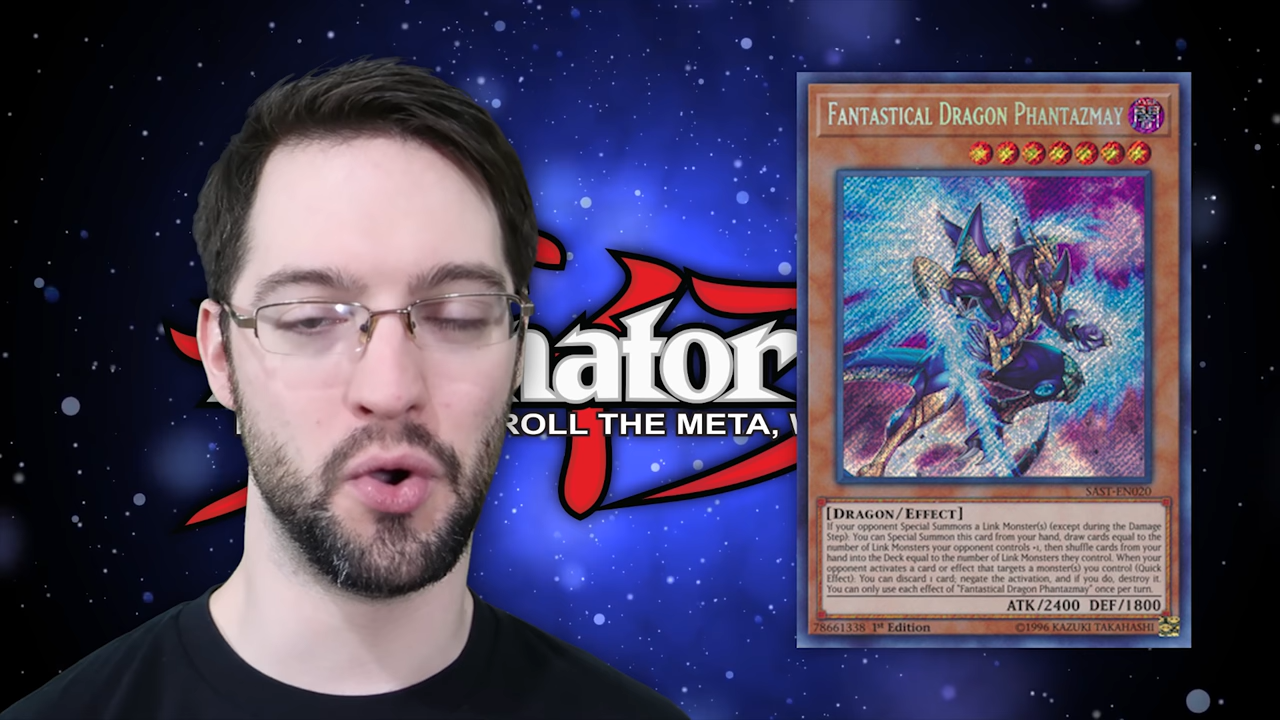 nator
ROLL THE META,
FANTASTICAL DRAGON PHANTAZMAY
SAST-EN020
[DRAGON/EFFECT]
If your opponent Special Summons a Link Monster(s) (except during the Damage
Step): You can Special Summon this card from your hand, draw cards equal to the
number of Link Monsters your opponent controls +1, then shuffle cards from your
hand into the Deck equal to the number of Link Monsters they control. When your
opponent activates a card or effect that targets a monster(s) you control (Quick
Effect): You can discard 1 card; negate the activation, and if you do, destroy it.
You can only use each effect of "Fantastical Dragon Phantazmay" once per turn.
ATK/2400 DEF/1800
78661338 1st Edition ©1996 KAZUKI TAKAHASHI